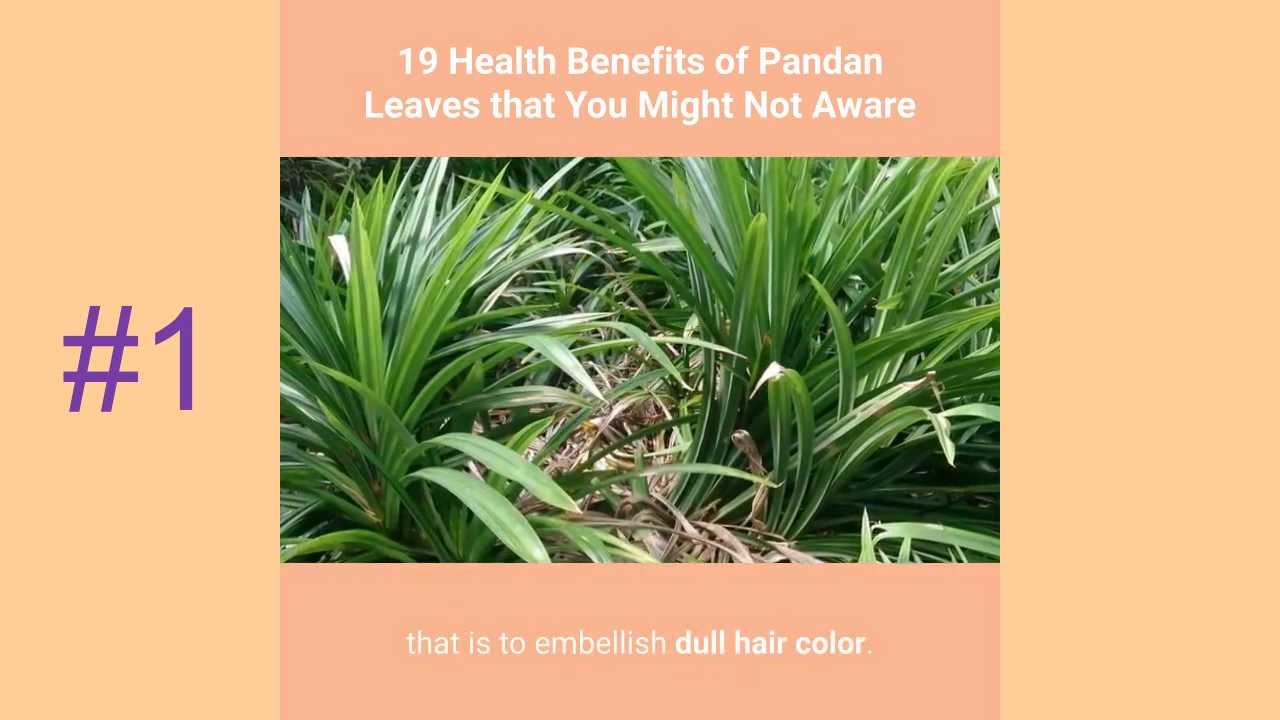 19 Health Benefits of Pandan
Leaves that You Might Not Aware
#1
that is to embellish dull hair color.